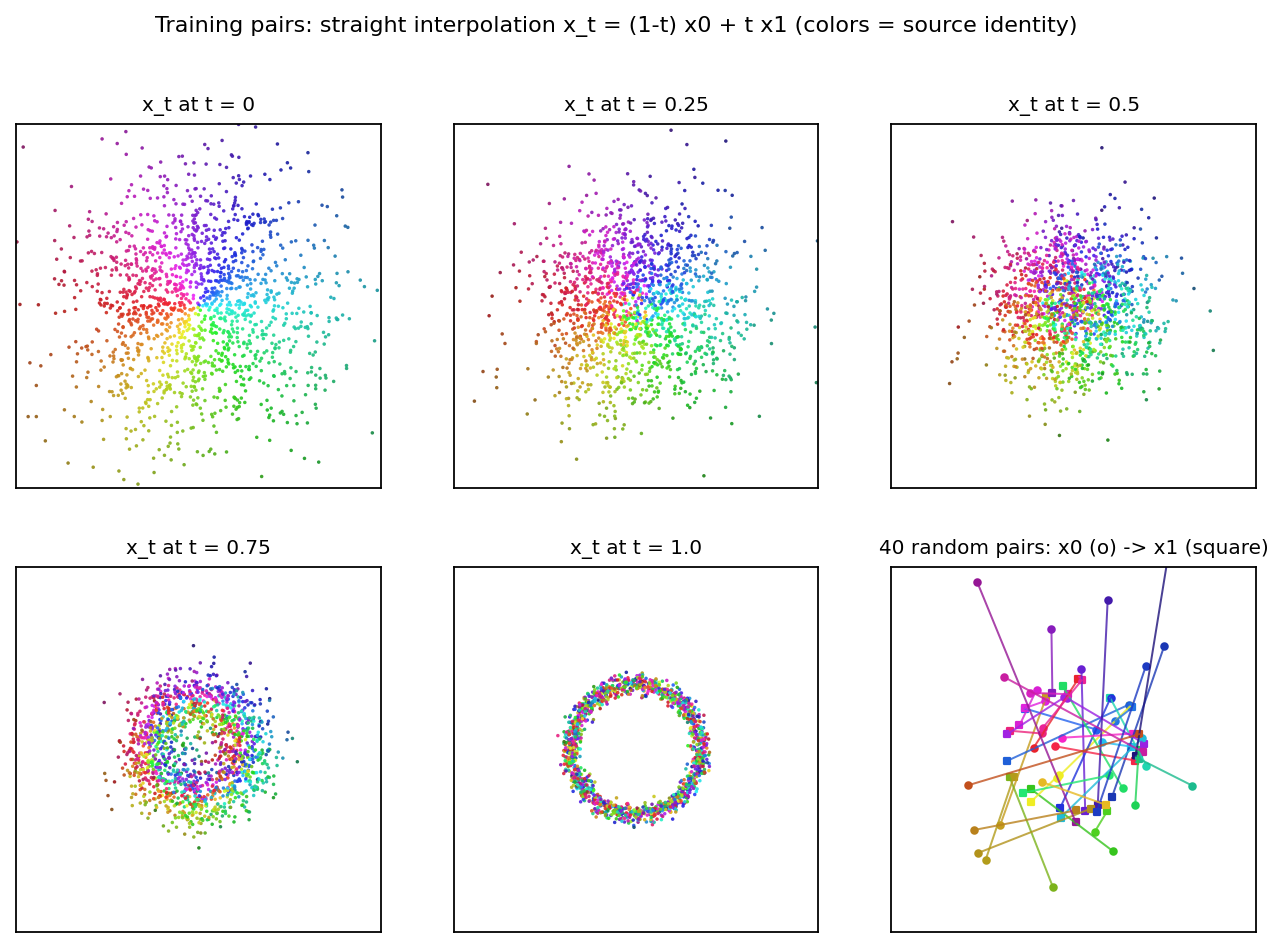 Training pairs: straight interpolation x_t = (1-t) x0 + t x1 (colors = source identity)
x_t at t = 0
x_t at t = 0.25
x_t at t = 0.5
x_t at t = 0.75
x_t at t = 1.0
40 random pairs: x0 (o) -> x1 (square)